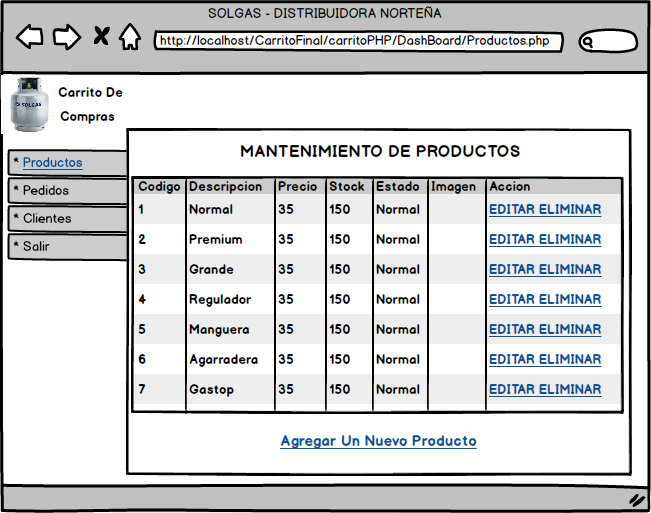 SOLGAS - DISTRIBUIDORA NORTEÑA
http://localhost/CarritoFinal/carritoPHP/DashBoard/Productos.php
SOLGAS
Carrito De
Compras
* Productos
* Pedidos
* Clientes
* Salir
MANTENIMIENTO DE PRODUCTOS
Codigo Descripcion Precio Stock Estado Imagen Accion
1 Normal 35 150 Normal EDITAR ELIMINAR
2 Premium 35 150 Normal EDITAR ELIMINAR
3 Grande 35 150 Normal EDITAR ELIMINAR
4 Regulador 35 150 Normal EDITAR ELIMINAR
5 Manguera 35 150 Normal EDITAR ELIMINAR
6 Agarradera 35 150 Normal EDITAR ELIMINAR
7 Gastop 35 150 Normal EDITAR ELIMINAR
Agregar Un Nuevo Producto